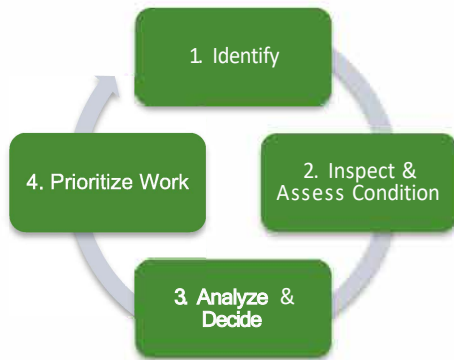 1. Identify
2. Inspect &
Assess Condition
3. Analyze &
Decide
4. Prioritize Work